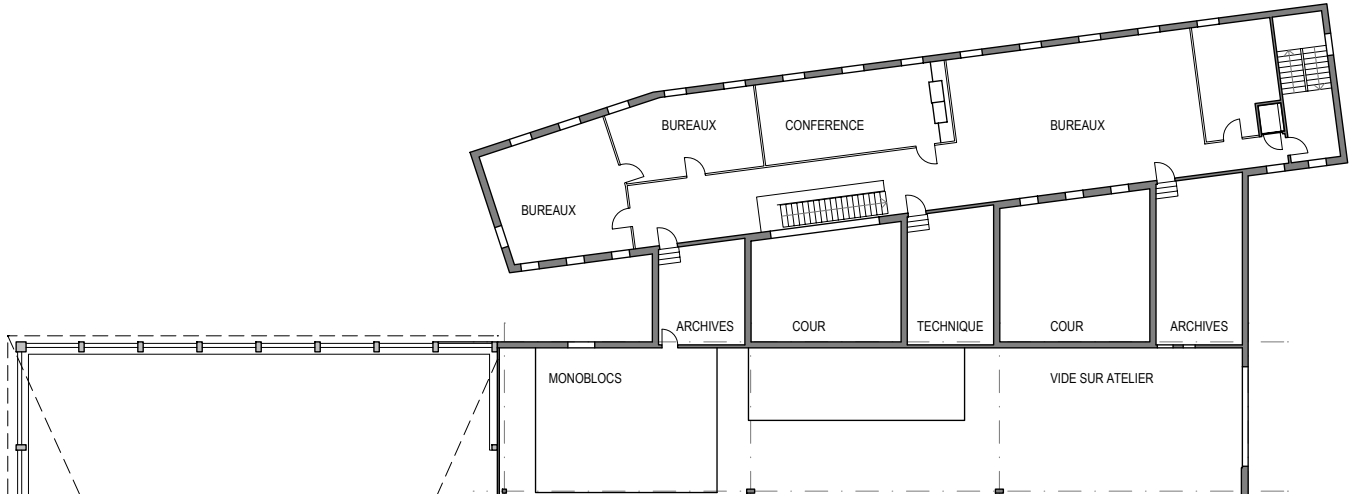 BUREAUX
CONFERENCE
BUREAUX
BUREAUX
ARCHIVES
COUR
TECHNIQUE
COUR
ARCHIVES
MONOBLOCS
VIDE SUR ATELIER